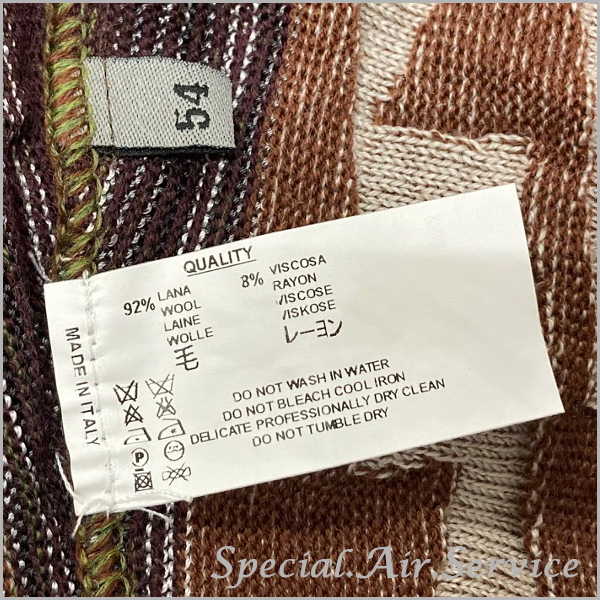 54
QUALITY
92% LANA
WOOL
LAINE
WOLLE
毛
8% VISCOSA
RAYON
VISCOSE
VISKOSE
レーヨン
MADE IN ITALY
P
DO NOT WASH IN WATER
DO NOT BLEACH COOL IRON
DELICATE PROFESSIONALLY DRY CLEAN
DO NOT TUMBLE DRY
Special.Air.Service